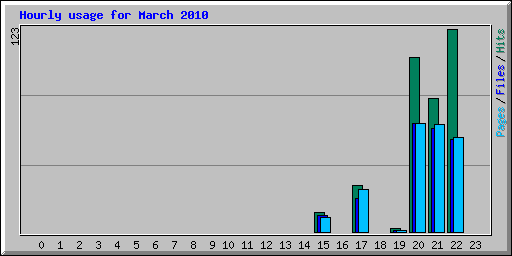 Hourly usage for March 2010
123
Pages/Files/Hits
0 1 2 3 4 5 6 7 8 9 10 11 12 13 14 15 16 17 18 19 20 21 22 23